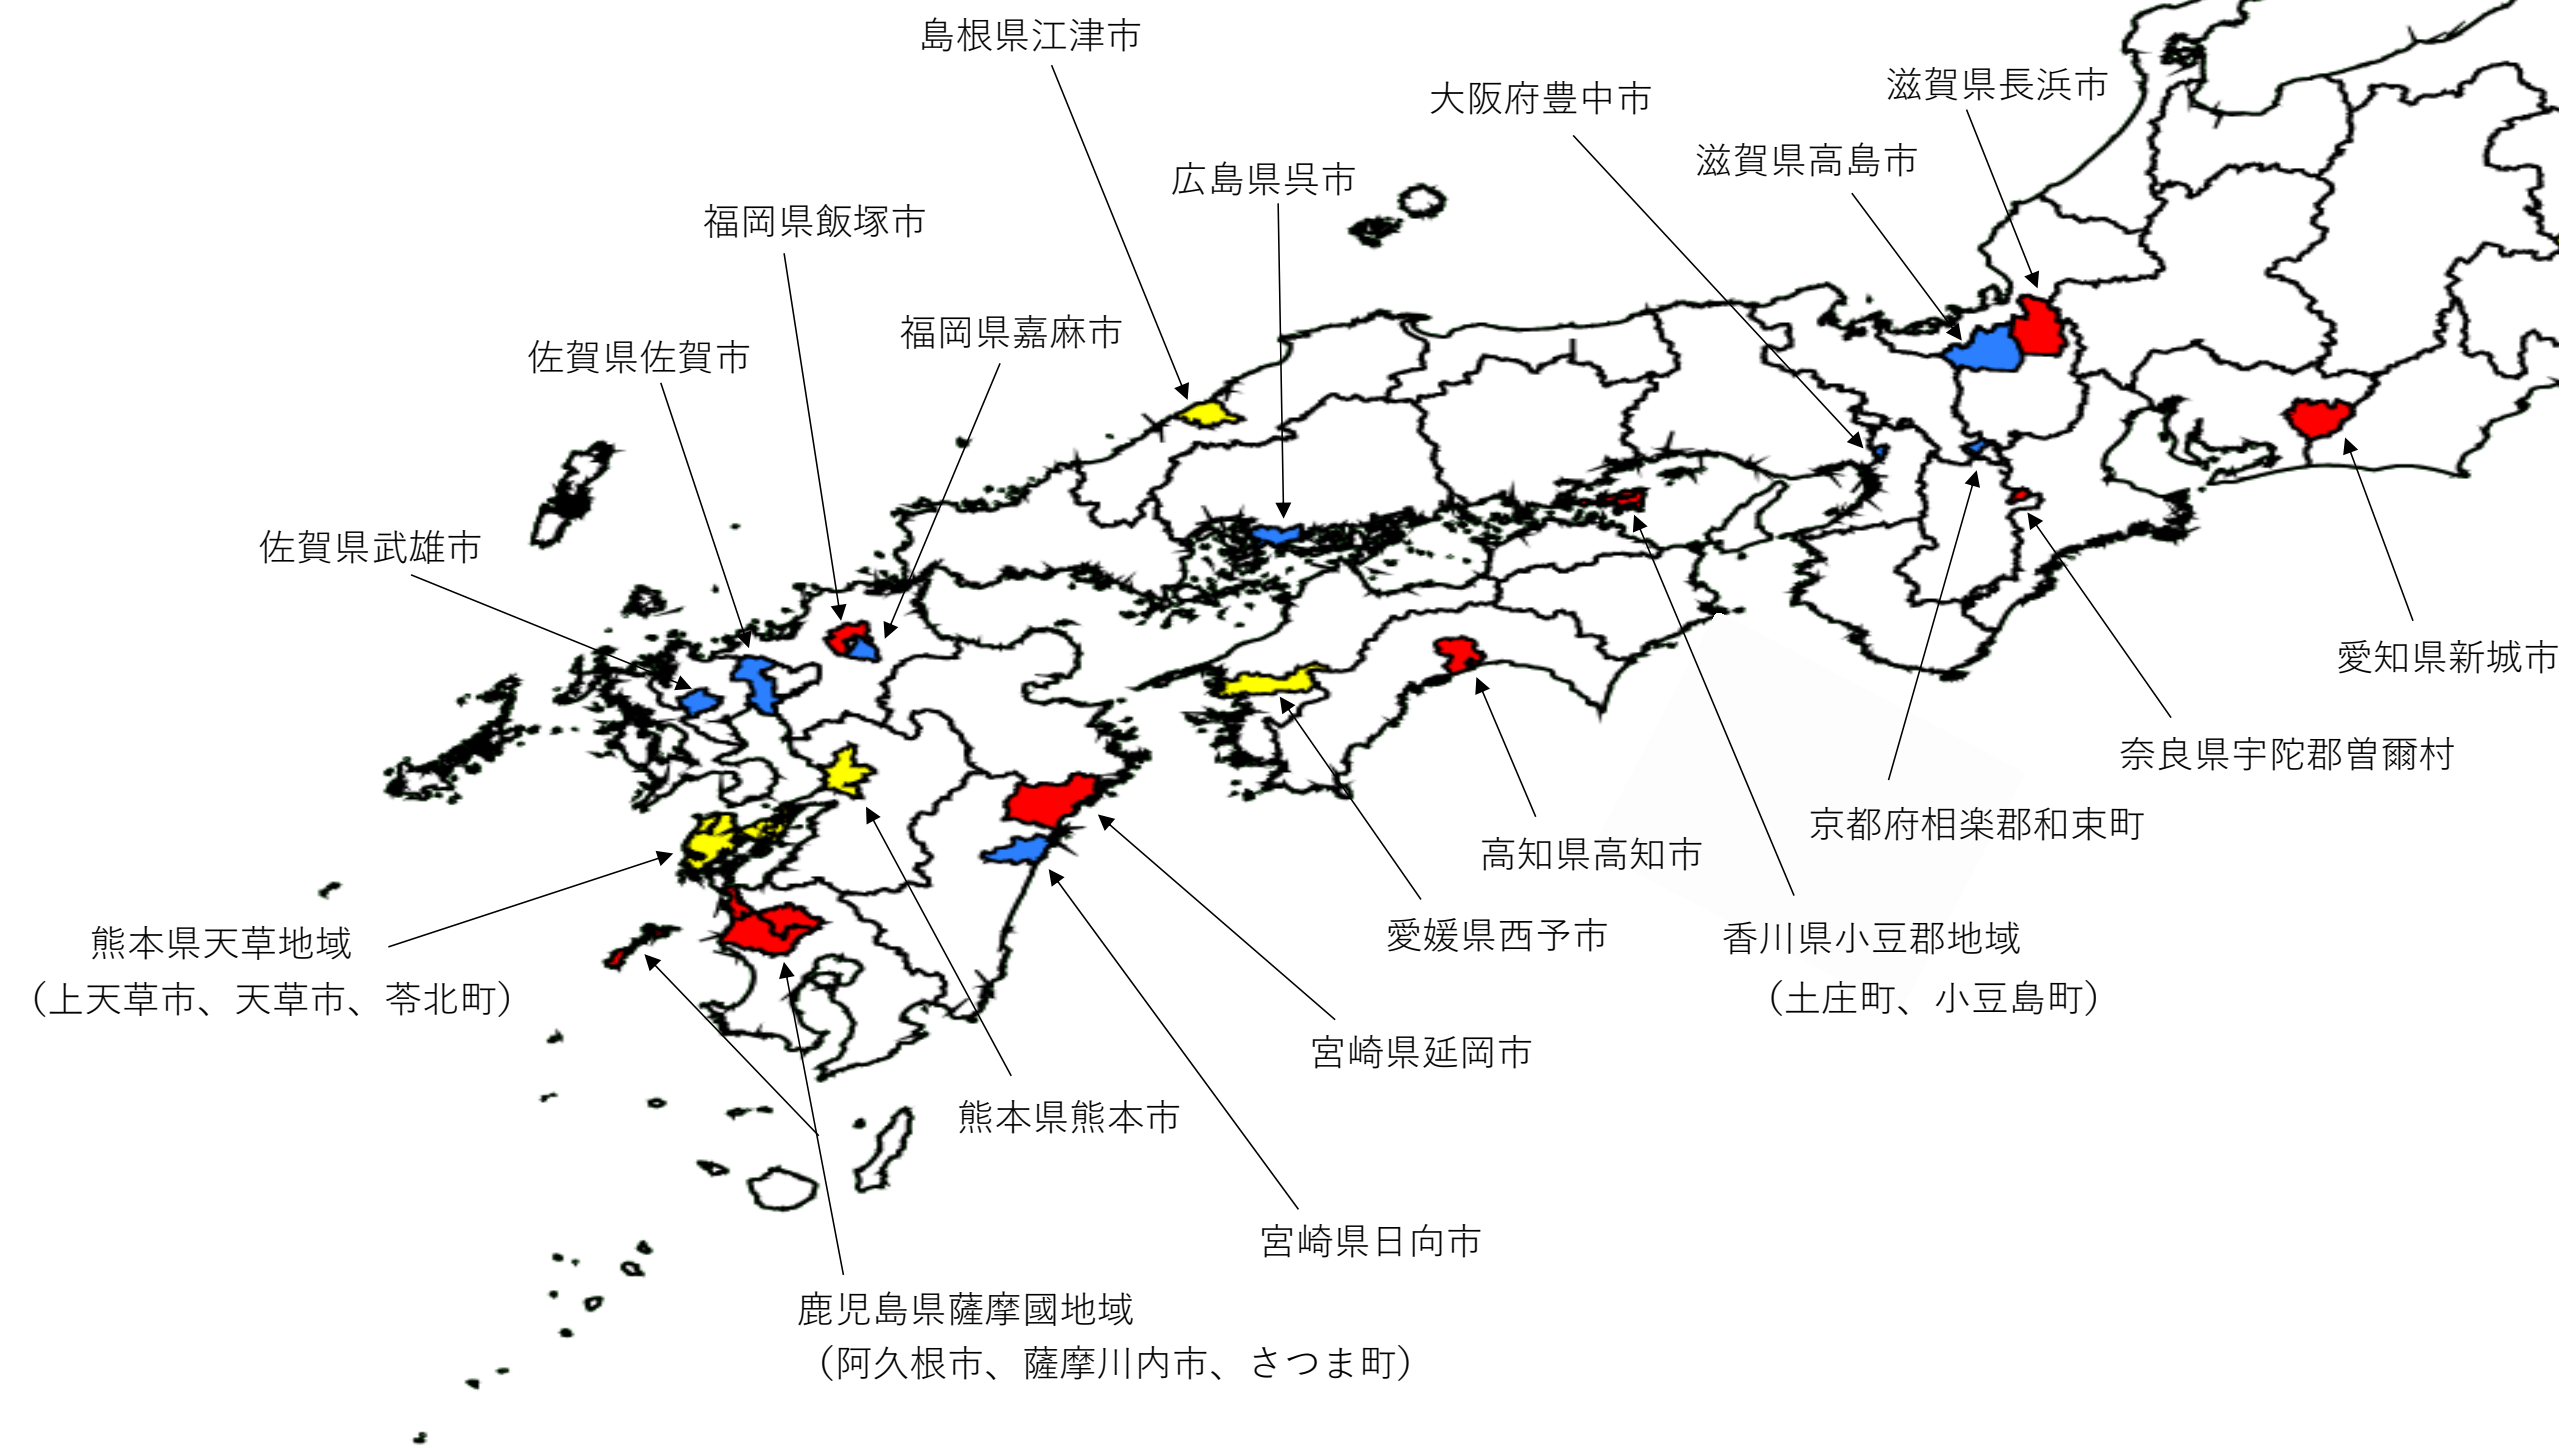 島根県江津市
大阪府豊中市
滋賀県長浜市
滋賀県高島市
広島県呉市
福岡県飯塚市
福岡県嘉麻市
佐賀県佐賀市
佐賀県武雄市
愛知県新城市
奈良県宇陀郡曽爾村
京都府相楽郡和束町
高知県高知市
愛媛県西予市
香川県小豆郡地域
（土庄町、小豆島町）
熊本県天草地域
（上天草市、天草市、苓北町）
宮崎県延岡市
熊本県熊本市
宮崎県日向市
鹿児島県薩摩國地域
（阿久根市、薩摩川内市、さつま町）